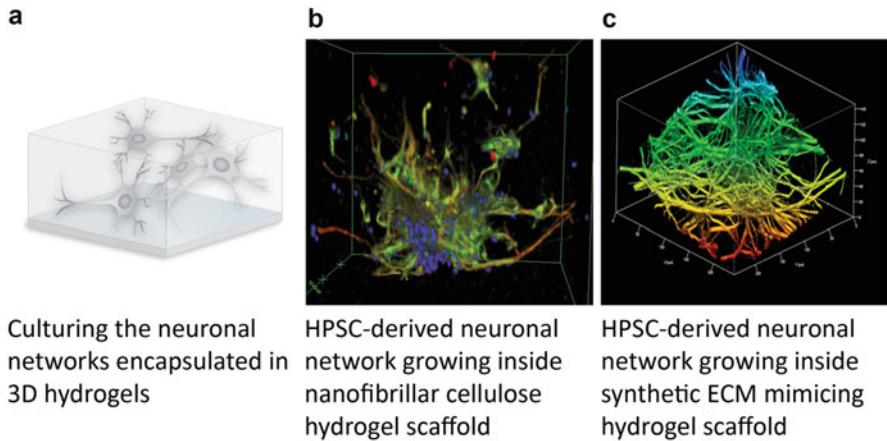 a
b
c
Culturing the neuronal
networks encapsulated in
3D hydrogels
HPSC-derived neuronal
network growing inside
nanofibrillar cellulose
hydrogel scaffold
HPSC-derived neuronal
network growing inside
synthetic ECM mimicing
hydrogel scaffold